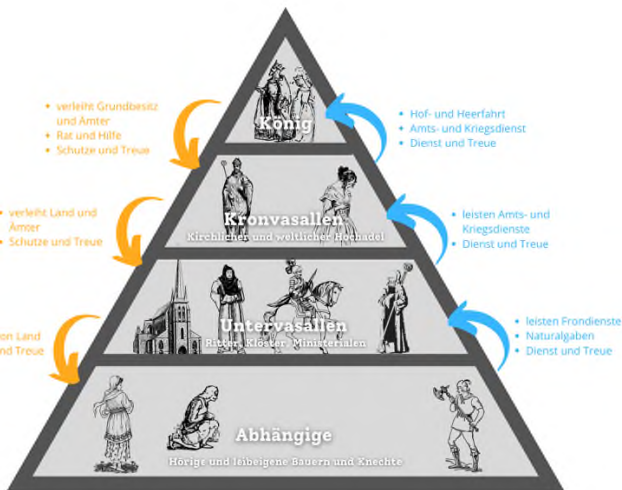 König
• verleiht Grundbesitz
und Ämter
• Rat und Hilfe
• Schutze und Treue
• Hof- und Heerfahrt
• Amts- und Kriegsdienst
• Dienst und Treue
Kronvasallen
Kirchlicher und weltlicher Hochadel
• verleiht Land und
Ämter
• Schutze und Treue
• leisten Amts- und
Kriegsdienste
• Dienst und Treue
Untervasallen
Ritter, Klöster, Ministerialen
Land
Treue
• leisten Frondienste
• Naturalgaben
• Dienst und Treue
Abhängige
Hörige und leibeigene Bauern und Knechte